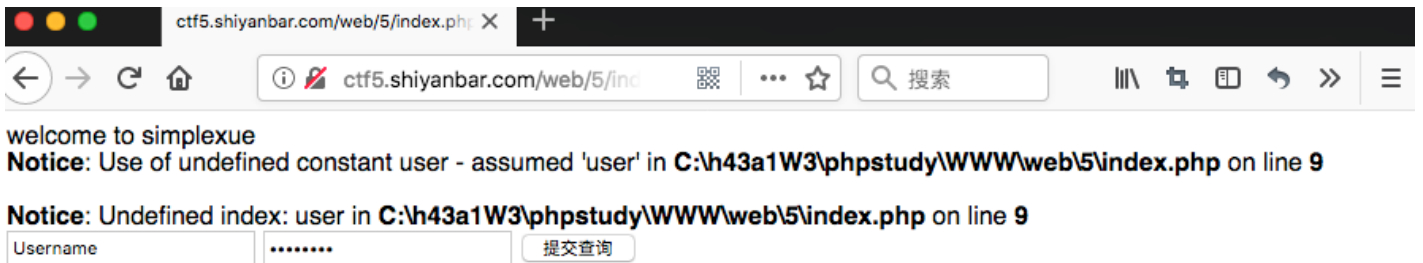 ctf5.shiyanbar.com/web/5/index.php
ctf5.shiyanbar.com/web/5/ind
搜索
welcome to simplexue
Notice: Use of undefined constant user - assumed 'user' in C:\h43a1W3\phpstudy\WWW\web\5\index.php on line 9
Notice: Undefined index: user in C:\h43a1W3\phpstudy\WWW\web\5\index.php on line 9
Username •••••••• 提交查询